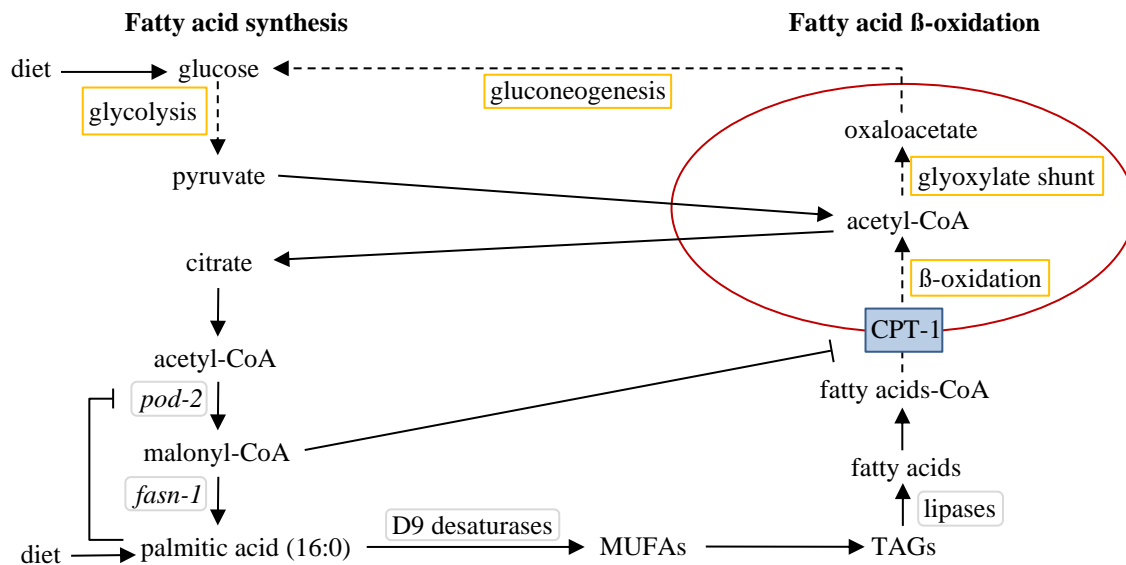 Fatty acid synthesis
Fatty acid ß-oxidation
diet
glucose
glycolysis
gluconeogenesis
oxaloacetate
pyruvate
glyoxylate shunt
acetyl-CoA
citrate
ß-oxidation
CPT-1
acetyl-CoA
pod-2
fatty acids-CoA
malonyl-CoA
fatty acids
fasn-1
lipases
D9 desaturases
diet
palmitic acid (16:0)
MUFAs
TAGs